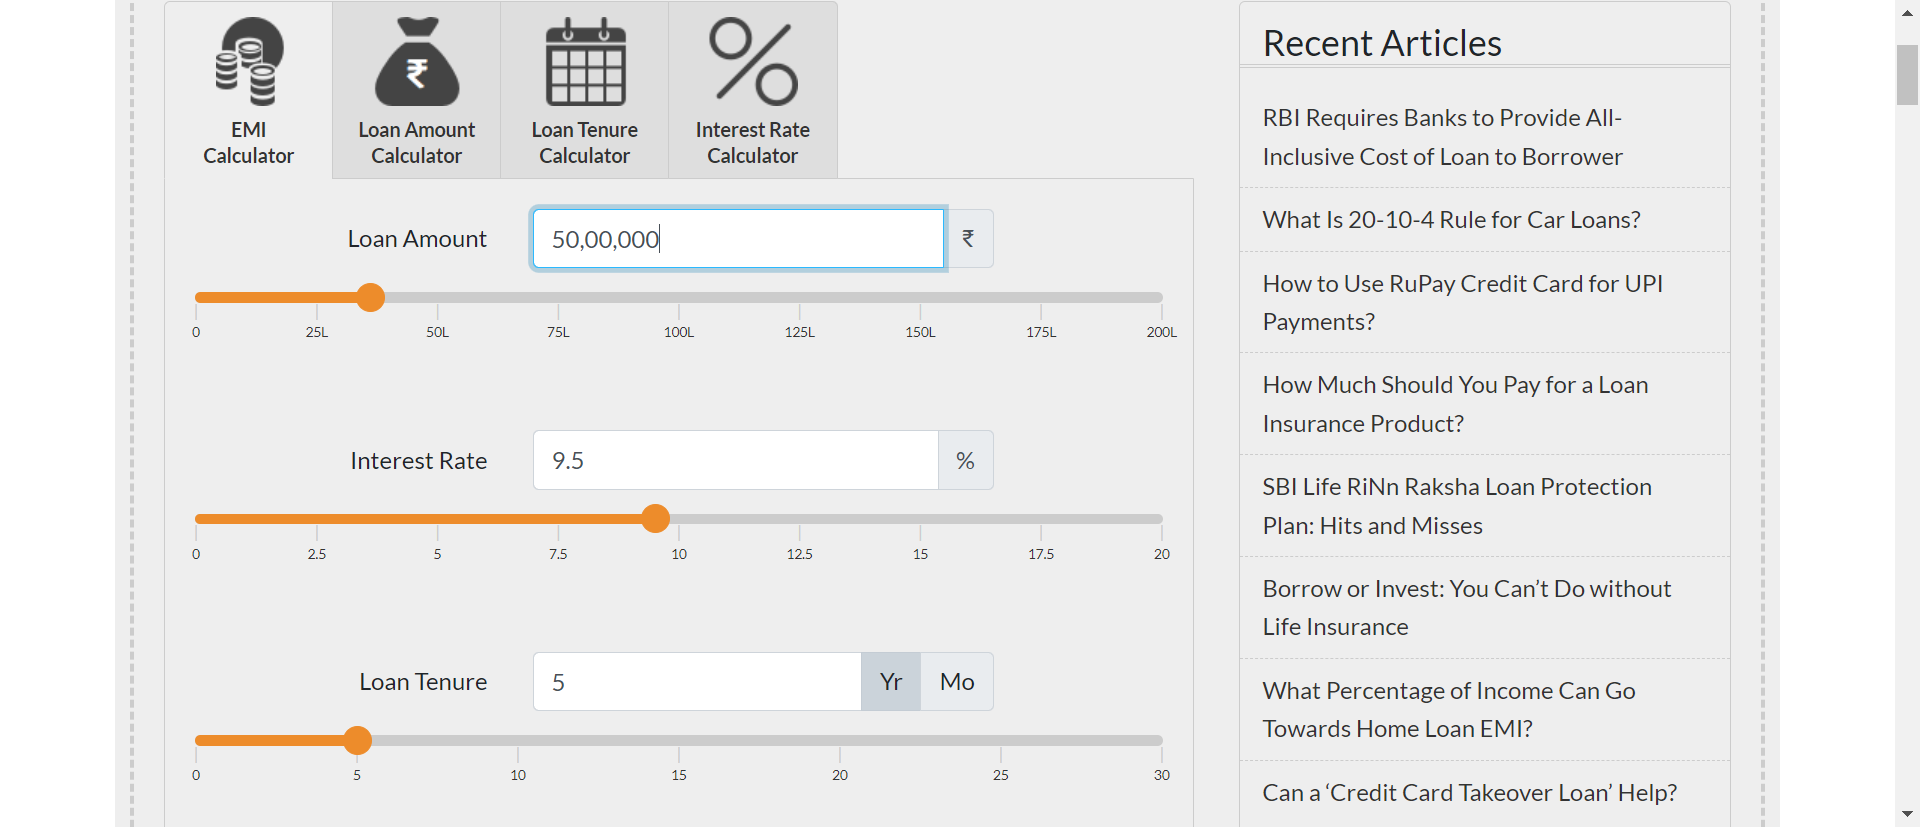 EMI
Calculator
Loan Amount
Calculator
Loan Tenure
Calculator
Interest Rate
Calculator
Loan Amount
50,00,000
₹
0 25L 50L 75L 100L 125L 150L 175L 200L
Interest Rate
9.5
%
0 2.5 5 7.5 10 12.5 15 17.5 20
Loan Tenure
5
Yr
Mo
0 5 10 15 20 25 30
Recent Articles
RBI Requires Banks to Provide All-
Inclusive Cost of Loan to Borrower
What Is 20-10-4 Rule for Car Loans?
How to Use RuPay Credit Card for UPI
Payments?
How Much Should You Pay for a Loan
Insurance Product?
SBI Life RiNn Raksha Loan Protection
Plan: Hits and Misses
Borrow or Invest: You Can’t Do without
Life Insurance
What Percentage of Income Can Go
Towards Home Loan EMI?
Can a ‘Credit Card Takeover Loan’ Help?